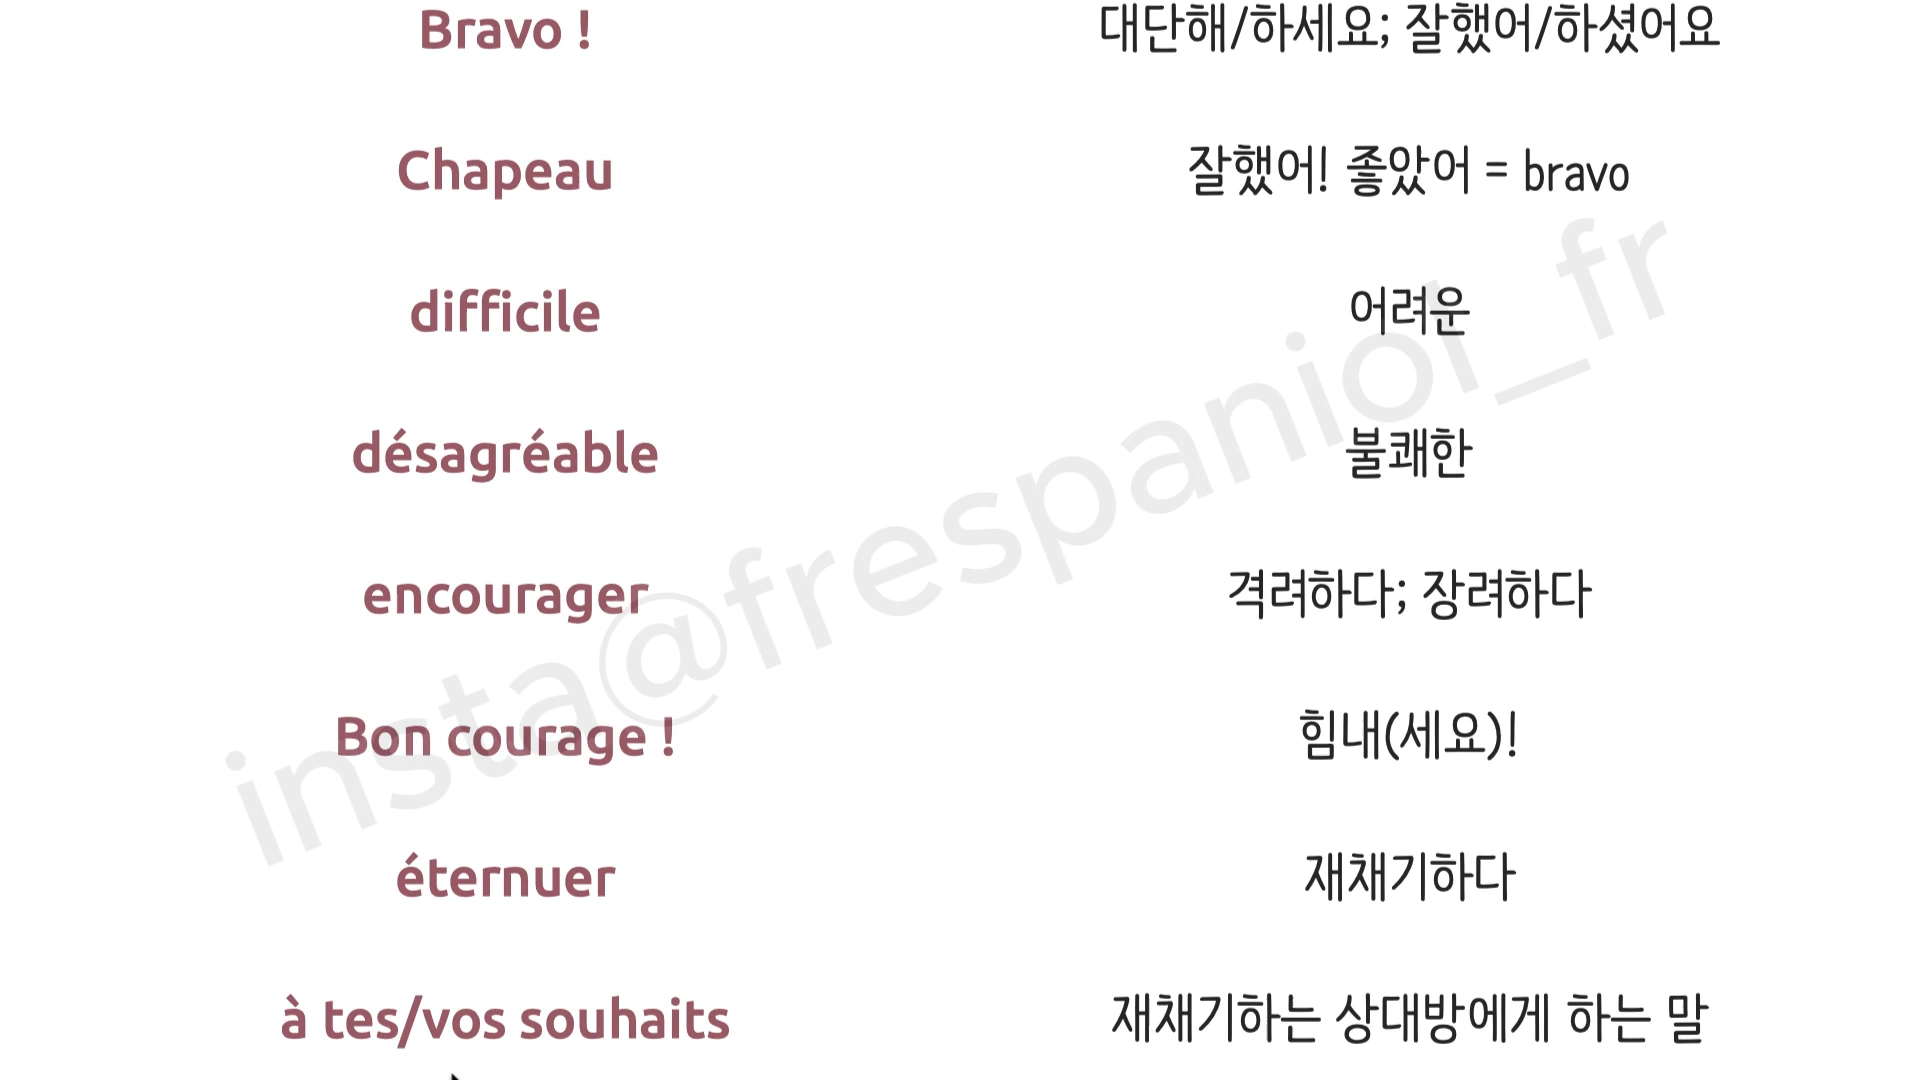 Bravo ! 대단해/하세요; 잘했어/하셨어요
Chapeau 잘했어! 좋았어 = bravo
difficile 어려운
désagréable 불쾌한
encourager 격려하다; 장려하다
Bon courage ! 힘내(세요)!
éternuer 재채기하다
à tes/vos souhaits 재채기하는 상대방에게 하는 말
insta@frespaniol_fr